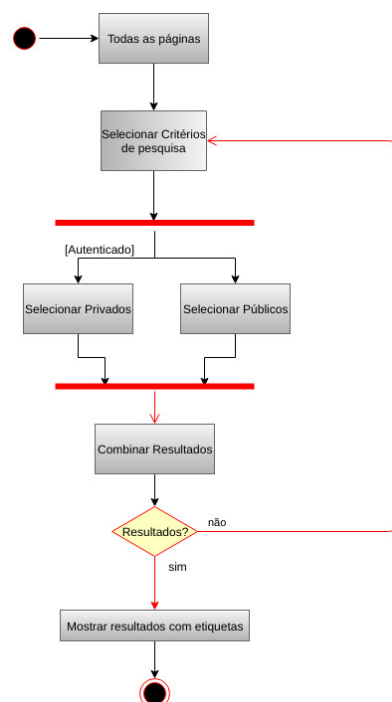 Todas as páginas
Selecionar Critérios
de pesquisa
[Autenticado]
Selecionar Privados
Selecionar Públicos
Combinar Resultados
Resultados?
não
sim
Mostrar resultados com etiquetas